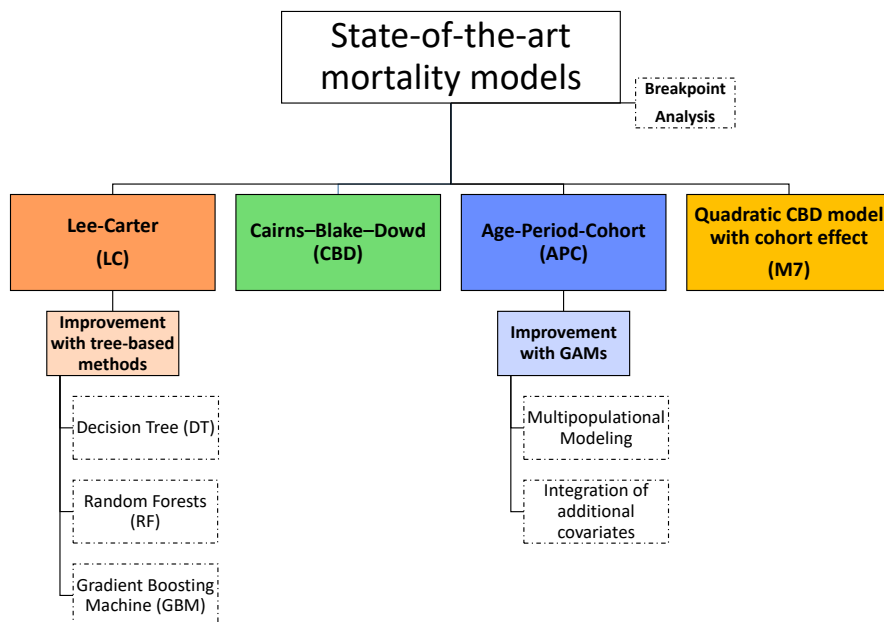 State-of-the-art
mortality models
Breakpoint
Analysis
Lee-Carter
(LC)
Cairns–Blake–Dowd
(CBD)
Age-Period-Cohort
(APC)
Quadratic CBD model
with cohort effect
(M7)
Improvement
with tree-based
methods
Improvement
with GAMs
Decision Tree (DT)
Random Forests
(RF)
Gradient Boosting
Machine (GBM)
Multipopulational
Modeling
Integration of
additional
covariates